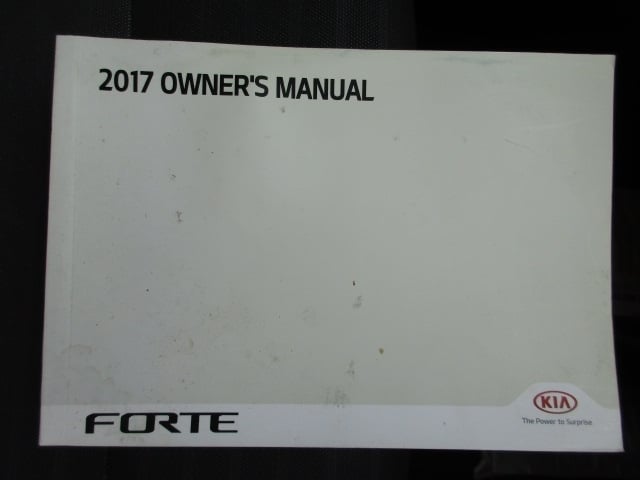 2017 OWNER'S MANUAL
FORTE
KIA
The Power to Surprise